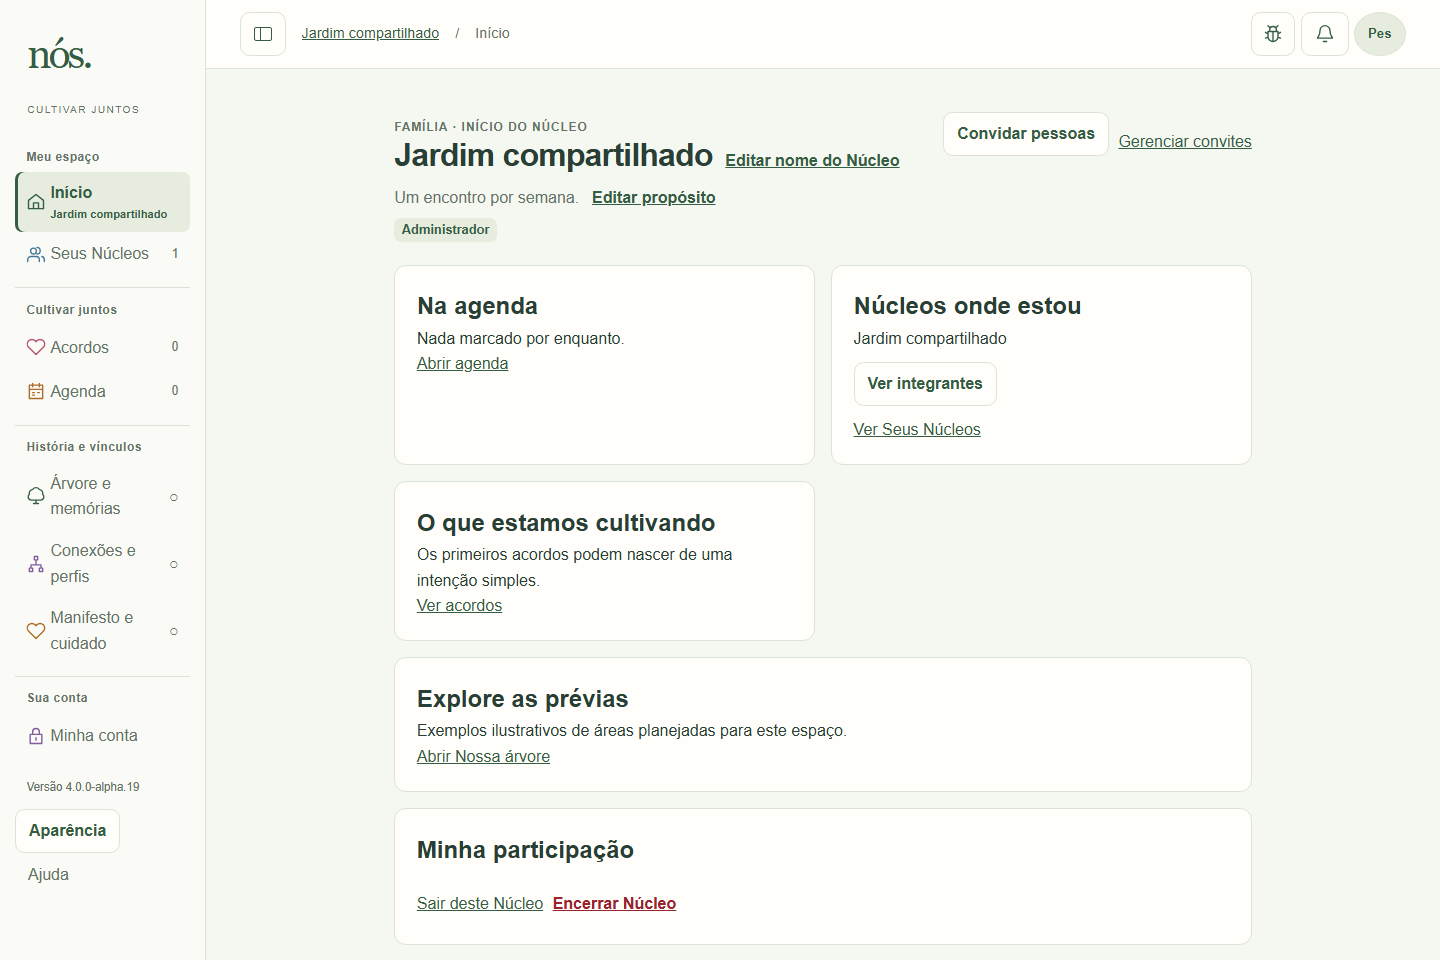 nós.
CULTIVAR JUNTOS
Meu espaço
Início
Jardim compartilhado
Seus Núcleos 1
Cultivar juntos
Acordos 0
Agenda 0
História e vínculos
Árvore e
memórias
Conexões e
perfis
Manifesto e
cuidado
Sua conta
Minha conta
Versão 4.0.0-alpha.19
Aparência
Ajuda
Jardim compartilhado / Início
Pes
FAMÍLIA · INÍCIO DO NÚCLEO
Jardim compartilhado Editar nome do Núcleo
Convidar pessoas Gerenciar convites
Um encontro por semana. Editar propósito
Administrador
Na agenda
Nada marcado por enquanto.
Abrir agenda
Núcleos onde estou
Jardim compartilhado
Ver integrantes
Ver Seus Núcleos
O que estamos cultivando
Os primeiros acordos podem nascer de uma
intenção simples.
Ver acordos
Explore as prévias
Exemplos ilustrativos de áreas planejadas para este espaço.
Abrir Nossa árvore
Minha participação
Sair deste Núcleo Encerrar Núcleo